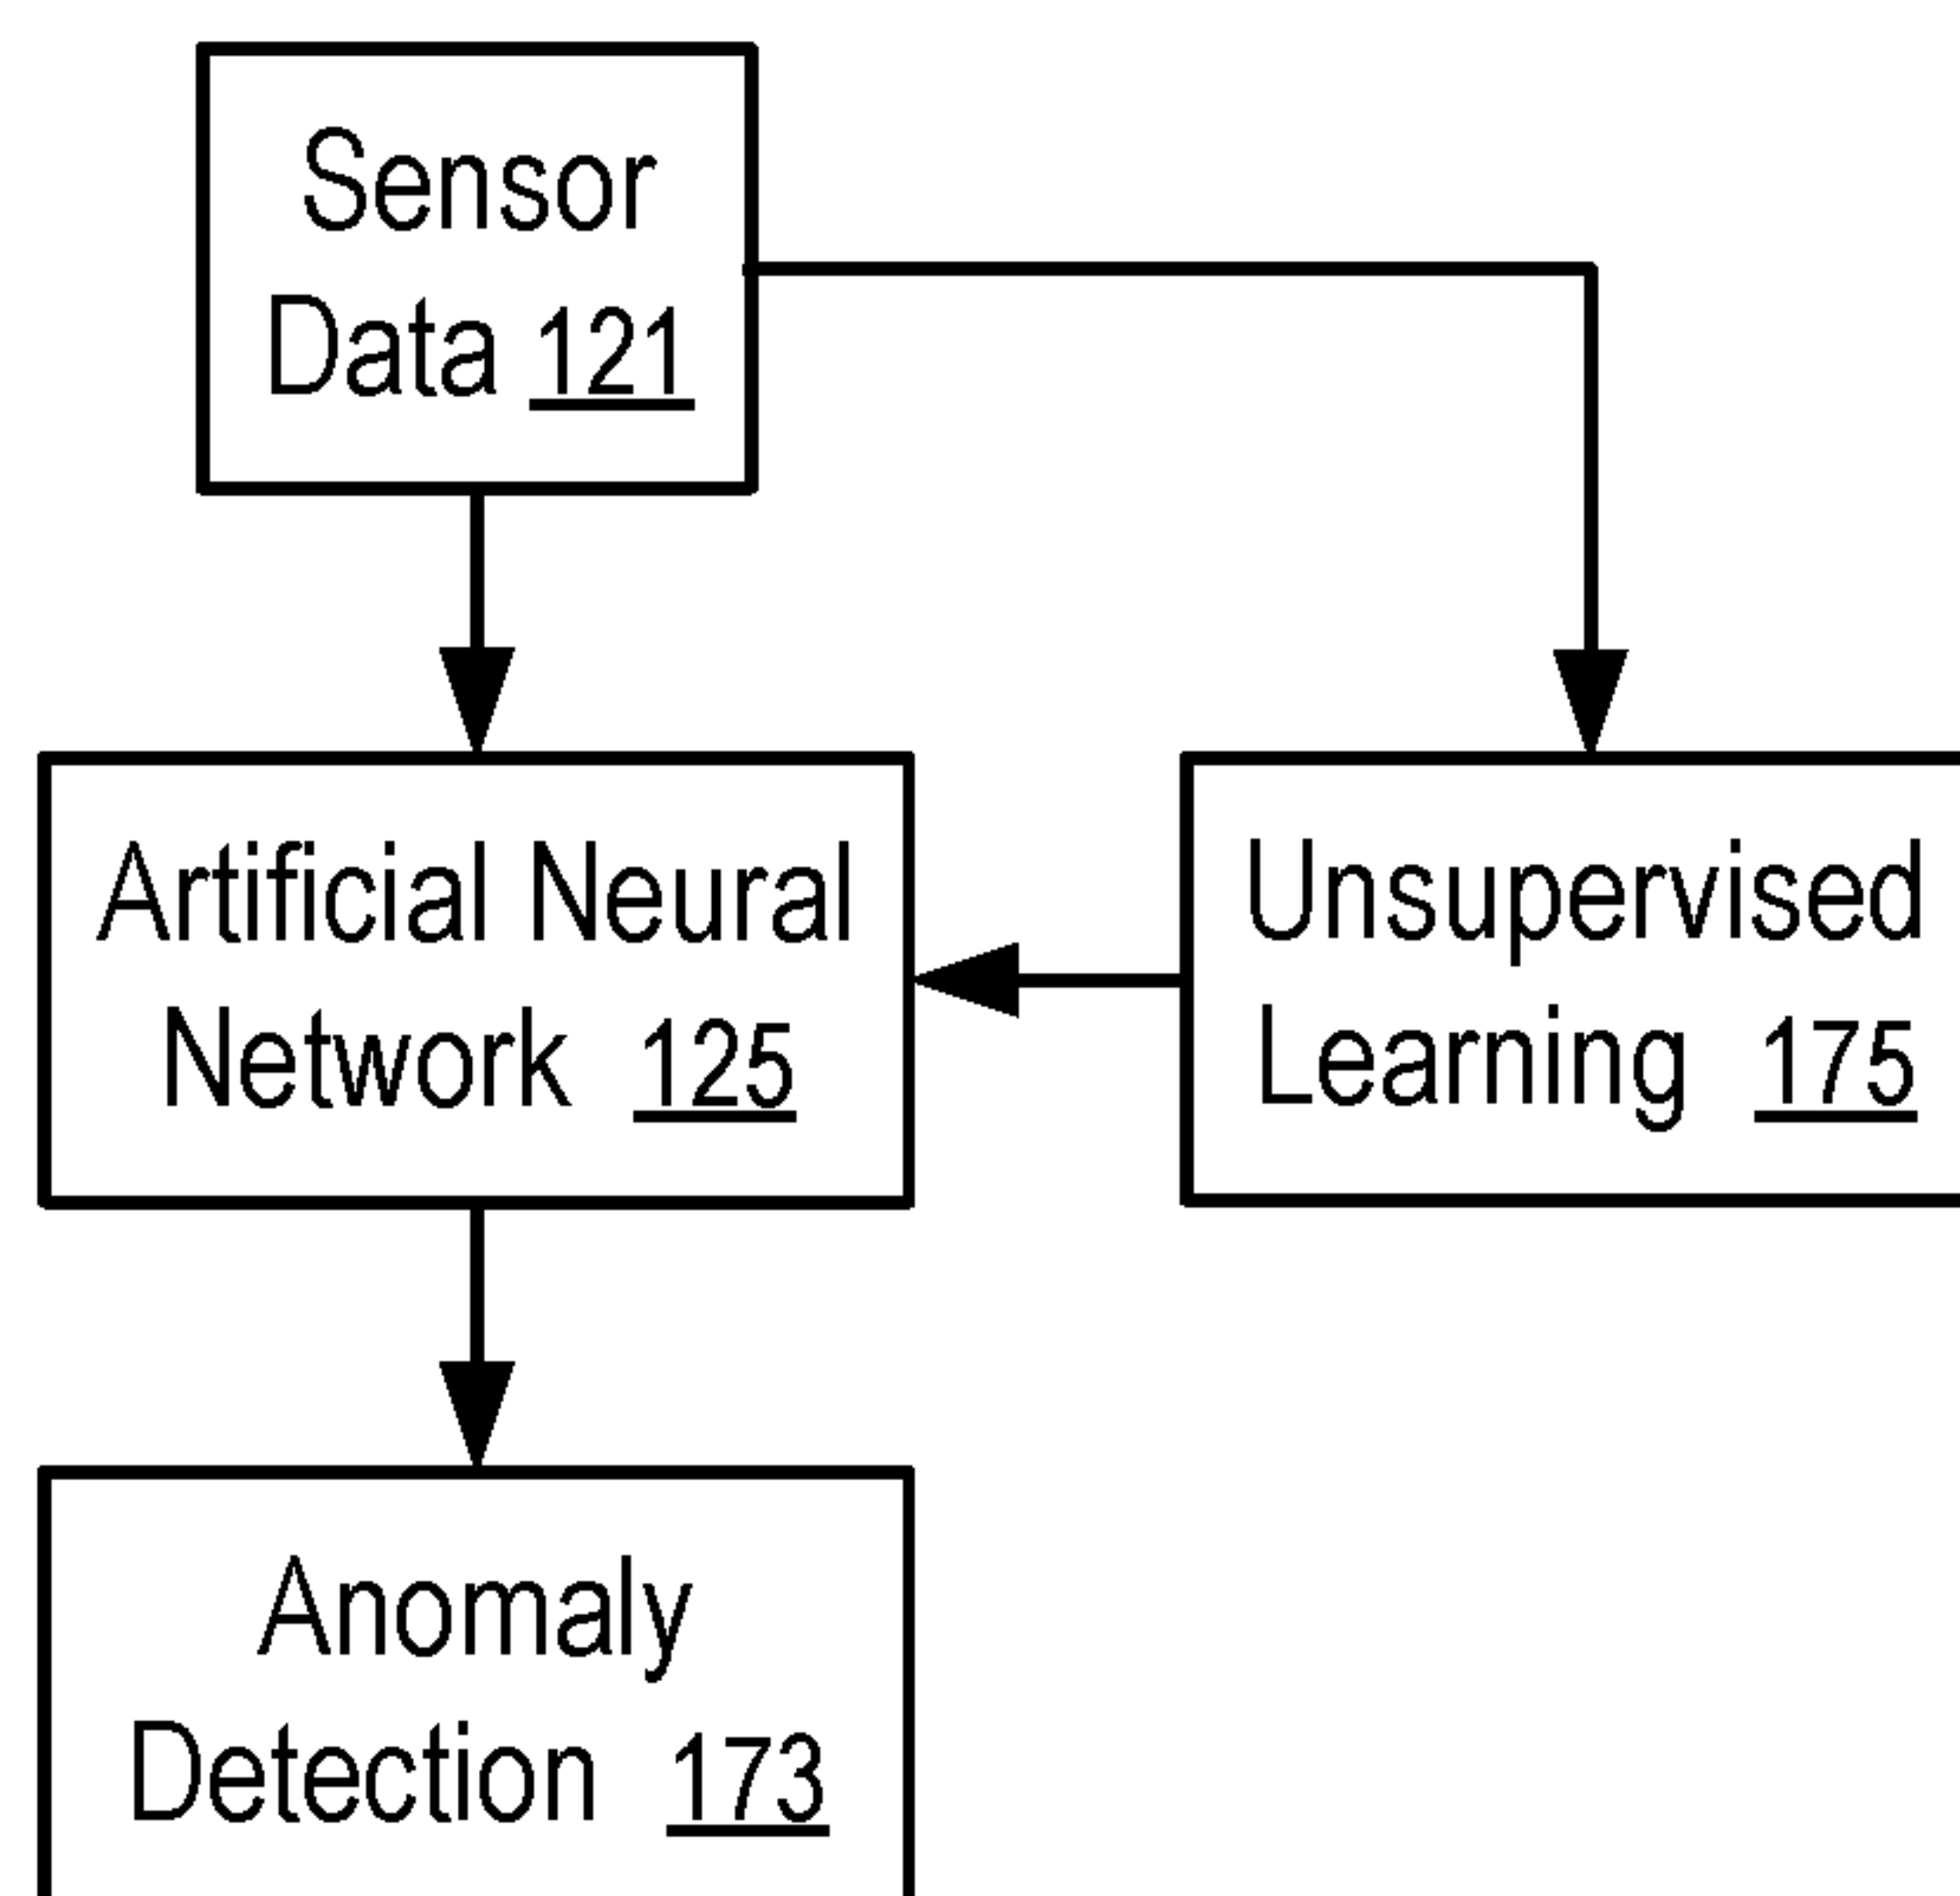 Sensor
Data 121
Artificial Neural
Network 125
Unsupervised
Learning 175
Anomaly
Detection 173